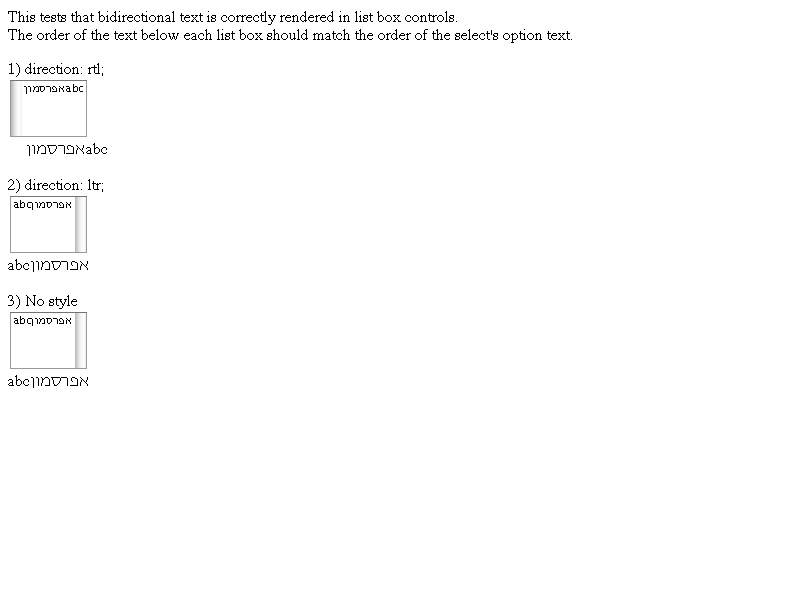 This tests that bidirectional text is correctly rendered in list box controls.
The order of the text below each list box should match the order of the select's option text.
1) direction: rtl;
abcאפרסמון
abcאפרסמון
2) direction: ltr;
abcאפרסמון
abcאפרסמון
3) No style
abcאפרסמון
abcאפרסמון